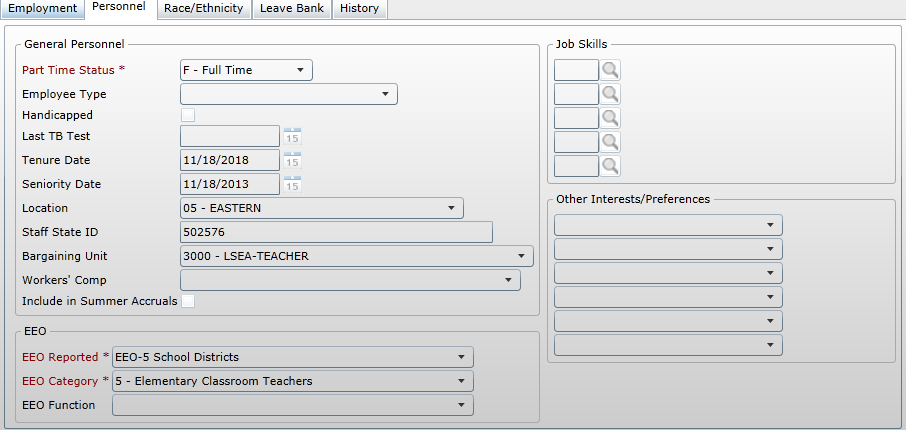 Employment Personnel Race/Ethnicity Leave Bank History
General Personnel
Part Time Status * F - Full Time
Employee Type
Handicapped
Last TB Test 15
Tenure Date 11/18/2018 15
Seniority Date 11/18/2013 15
Location 05 - EASTERN
Staff State ID 502576
Bargaining Unit 3000 - LSEA-TEACHER
Workers' Comp
Include in Summer Accruals
EEO
EEO Reported * EEO-5 School Districts
EEO Category * 5 - Elementary Classroom Teachers
EEO Function
Job Skills
Other Interests/Preferences